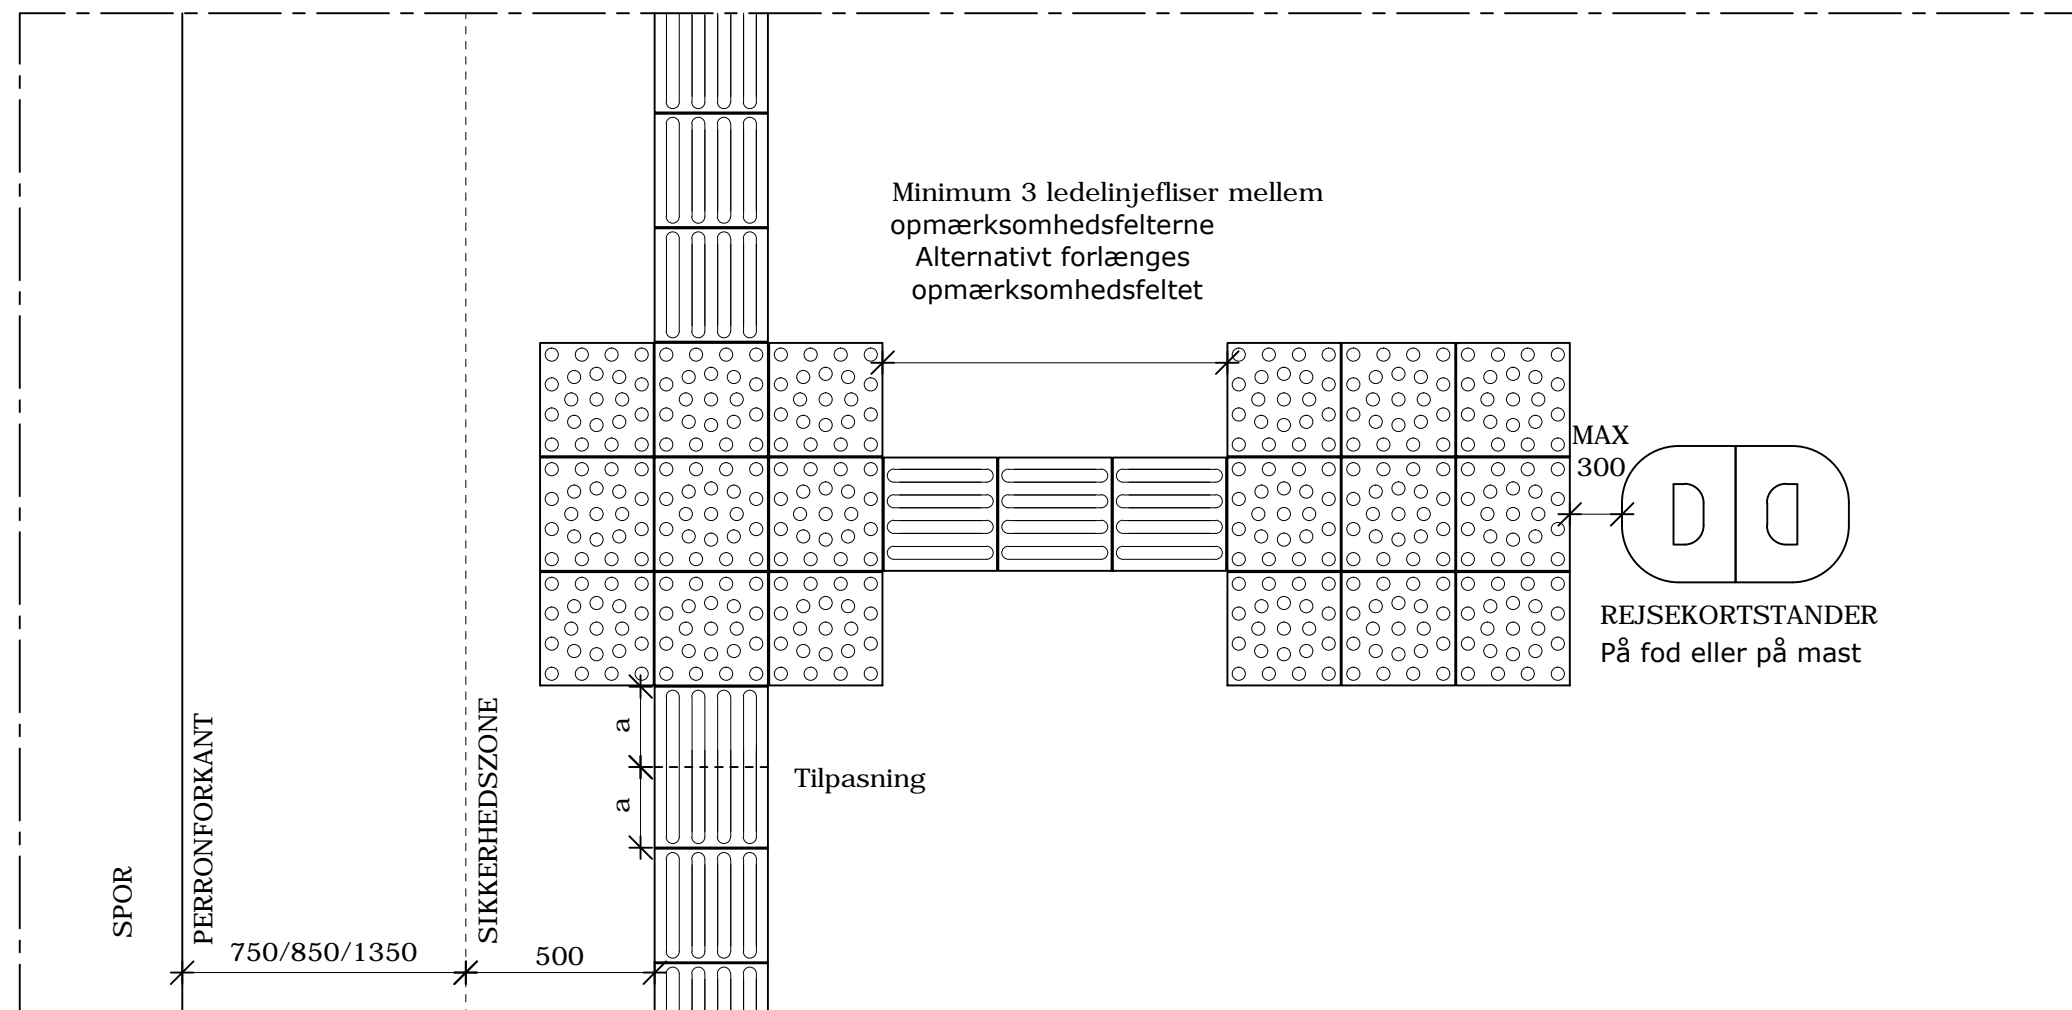 Minimum 3 ledelinjefliser mellem
opmærksomhedsfelterne
Alternativt forlænges
opmærksomhedsfeltet
MAX
300
REJSEKORTSTANDER
På fod eller på mast
a
a
Tilpasning
SPOR
PERRONFORKANT
SIKKERHEDSZONE
750/850/1350
500